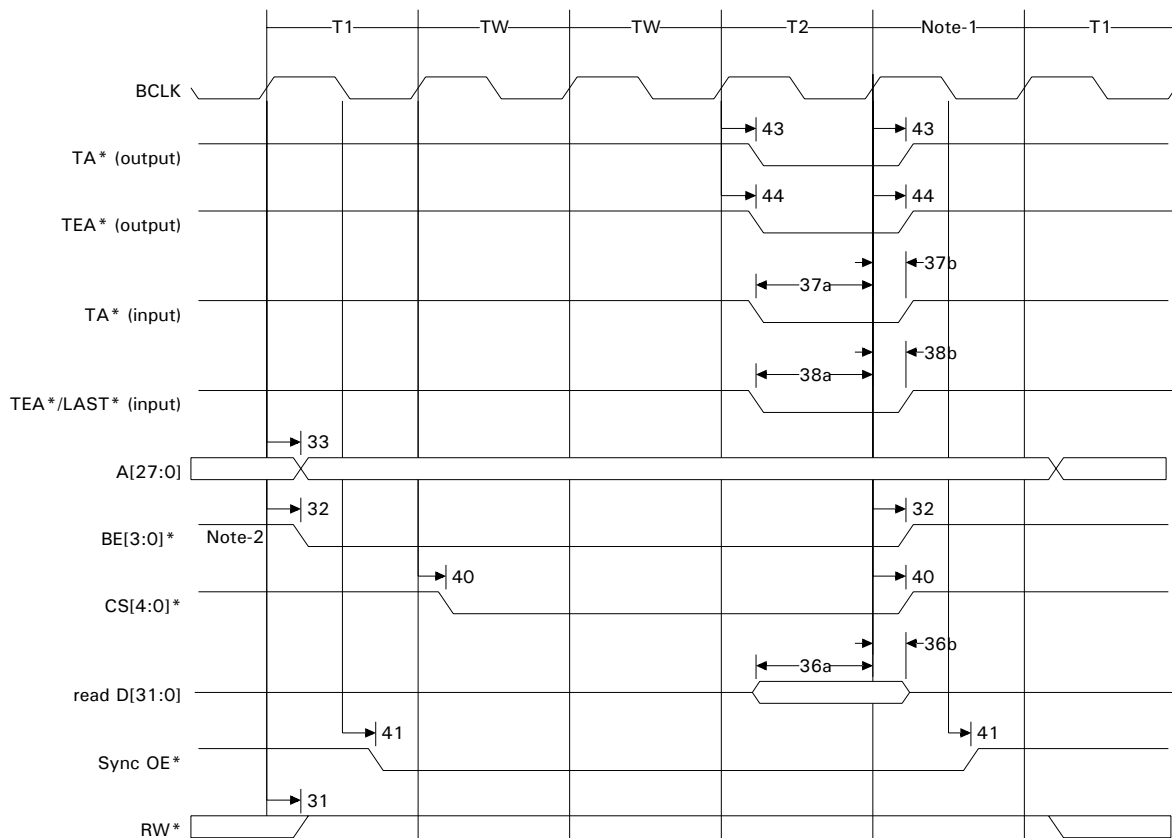 T1 TW TW T2 Note-1 T1
BCLK
43 43
TA* (output)
44 44
TEA* (output)
37b
37a
TA* (input)
38b
38a
TEA*/LAST* (input)
33
A[27:0]
32 32
BE[3:0]* Note-2
40 40
CS[4:0]*
36b
36a
read D[31:0]
41 41
Sync OE*
31
RW*